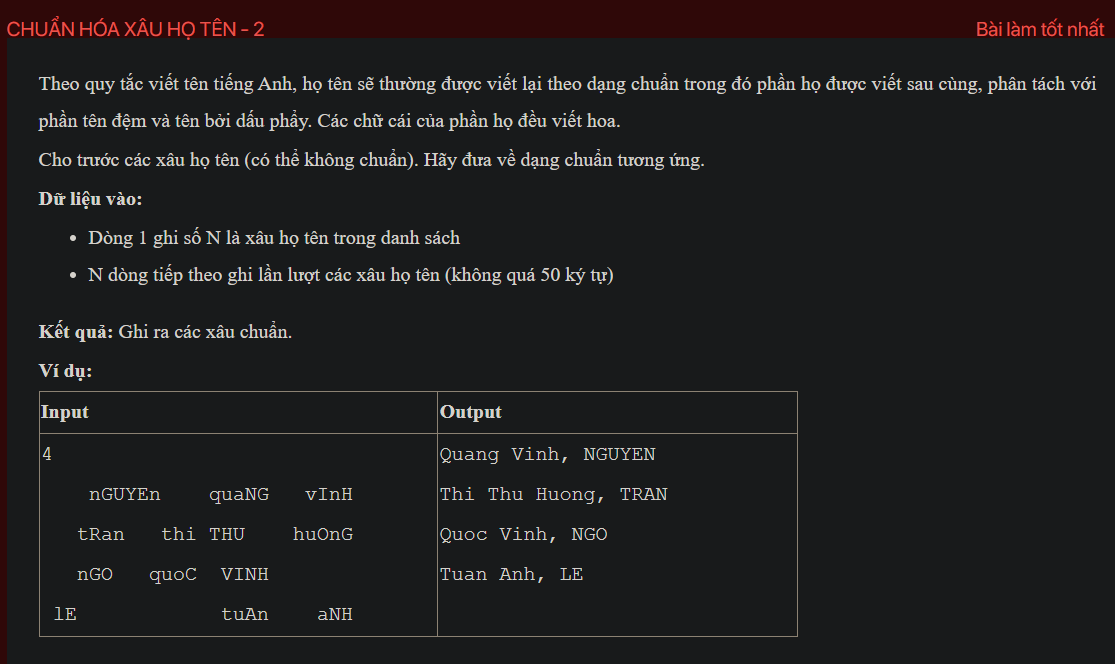 CHUẨN HÓA XÂU HỌ TÊN - 2
Bài làm tốt nhất
Theo quy tắc viết tên tiếng Anh, họ tên sẽ thường được viết lại theo dạng chuẩn trong đó phần họ được viết sau cùng, phân tách với
phần tên đệm và tên bởi dấu phẩy. Các chữ cái của phần họ đều viết hoa.
Cho trước các xâu họ tên (có thể không chuẩn). Hãy đưa về dạng chuẩn tương ứng.
Dữ liệu vào:
• Dòng 1 ghi số N là xâu họ tên trong danh sách
• N dòng tiếp theo ghi lần lượt các xâu họ tên (không quá 50 ký tự)
Kết quả: Ghi ra các xâu chuẩn.
Ví dụ:
Input Output
4
    nGUYEn    quaNG   vInH
   tRan   thi THU    huOnG
   nGO   quoC  VINH
 lE            tuAn    aNH
Quang Vinh, NGUYEN
Thi Thu Huong, TRAN
Quoc Vinh, NGO
Tuan Anh, LE